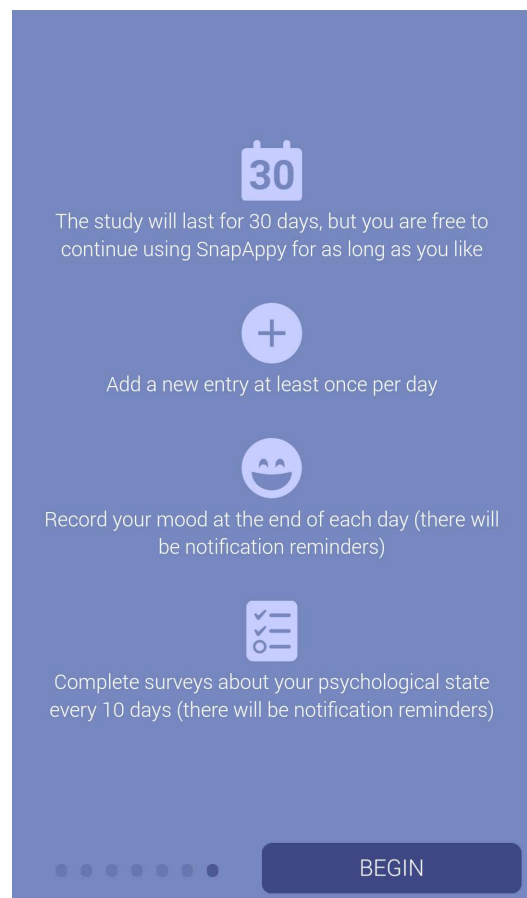 30
The study will last for 30 days, but you are free to
continue using SnapAppy for as long as you like
Add a new entry at least once per day
Record your mood at the end of each day (there will
be notification reminders)
Complete surveys about your psychological state
every 10 days (there will be notification reminders)
BEGIN